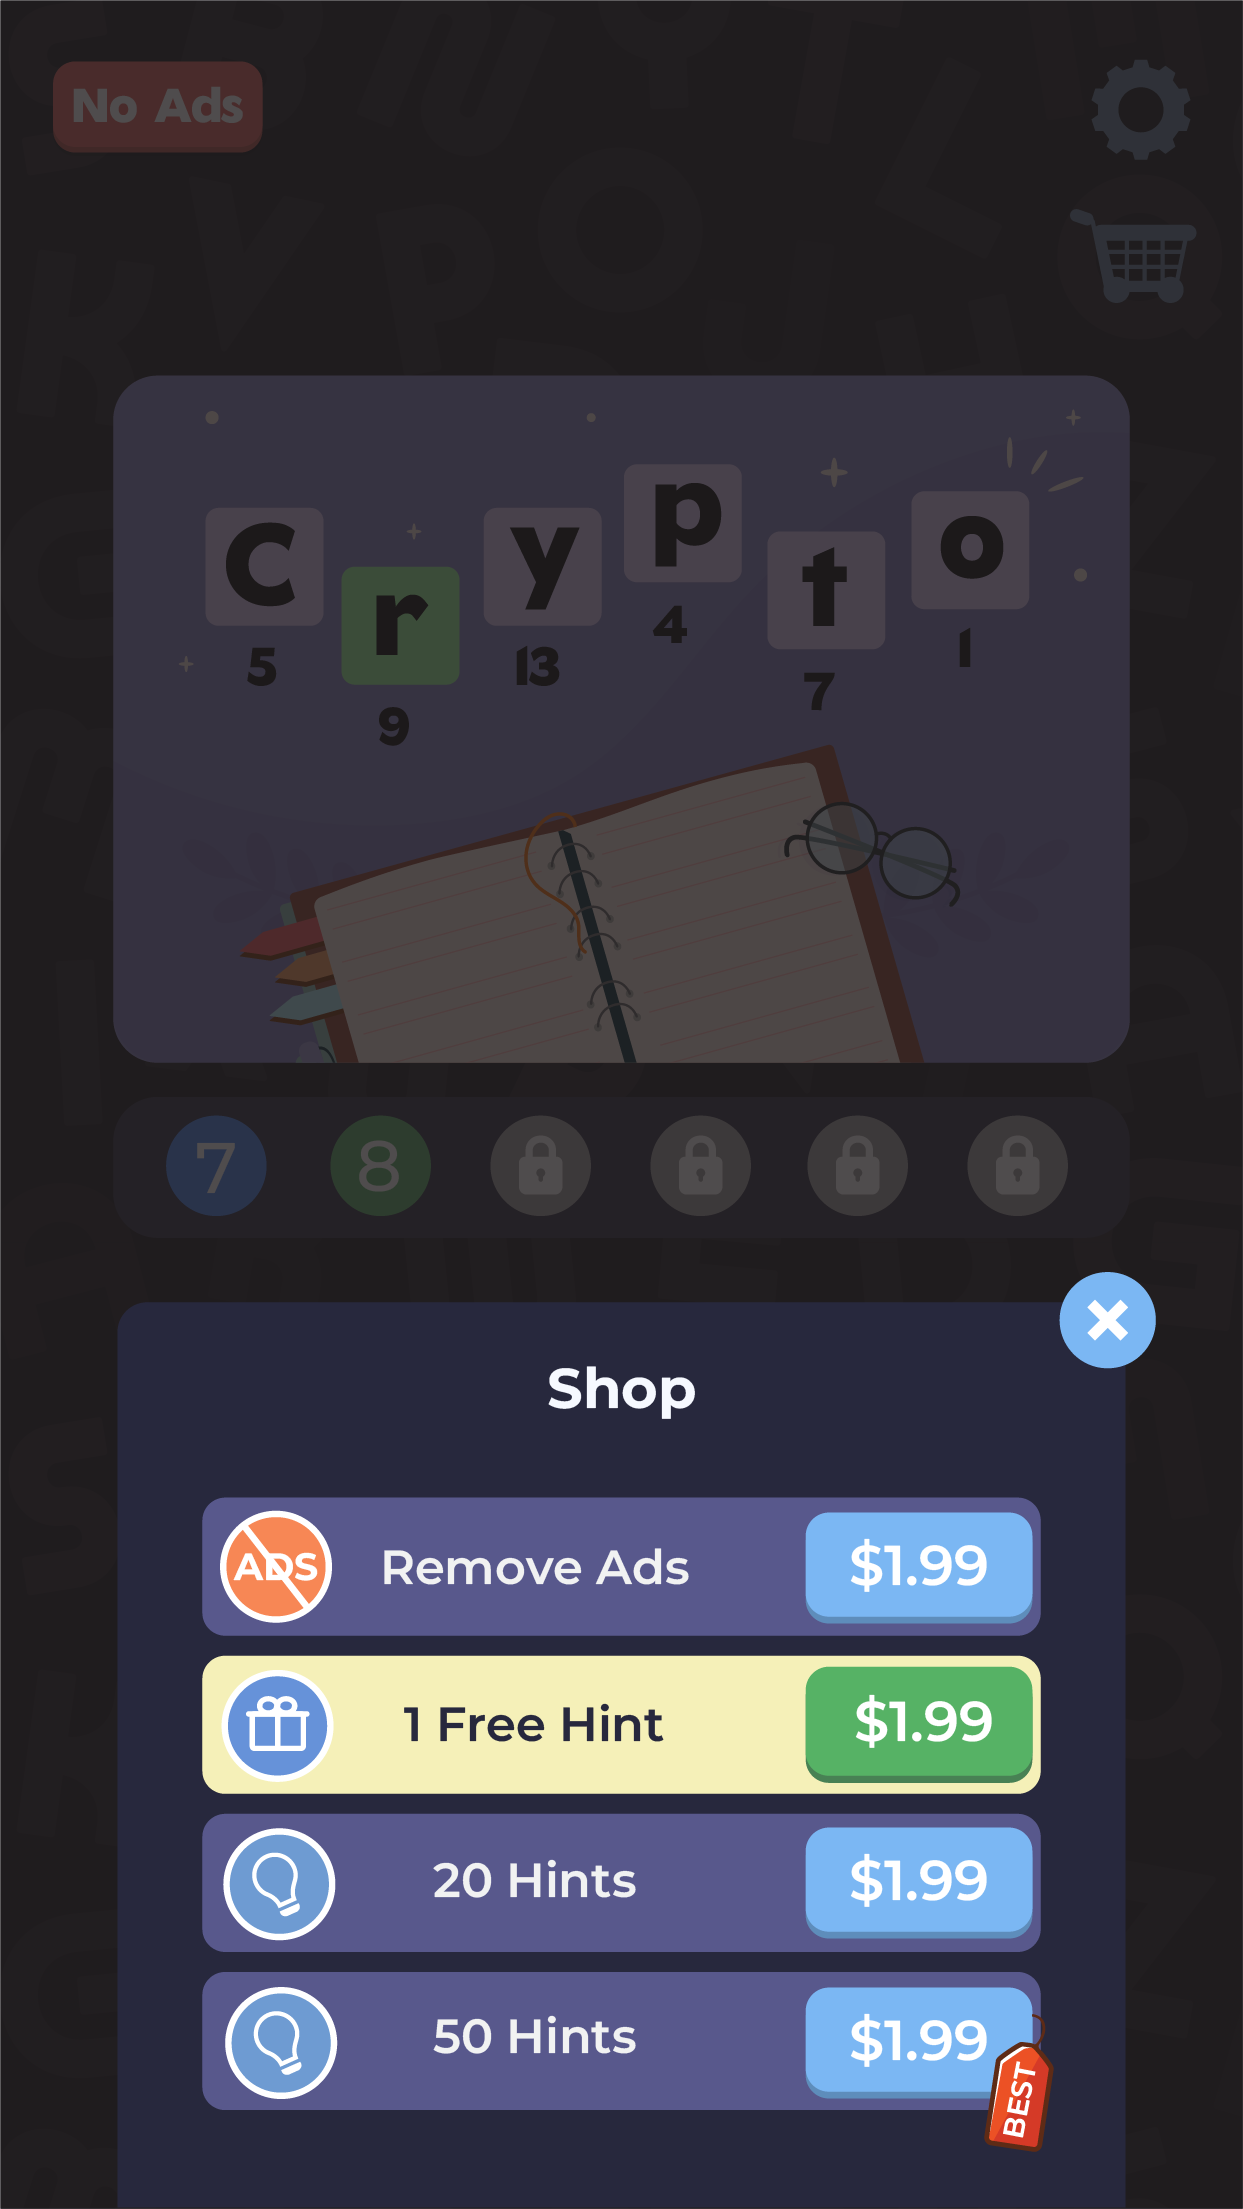 No Ads
C r y p t o
5 9 13 4 7 1
7 8
Shop
ADS Remove Ads $1.99
1 Free Hint $1.99
20 Hints $1.99
50 Hints $1.99
BEST